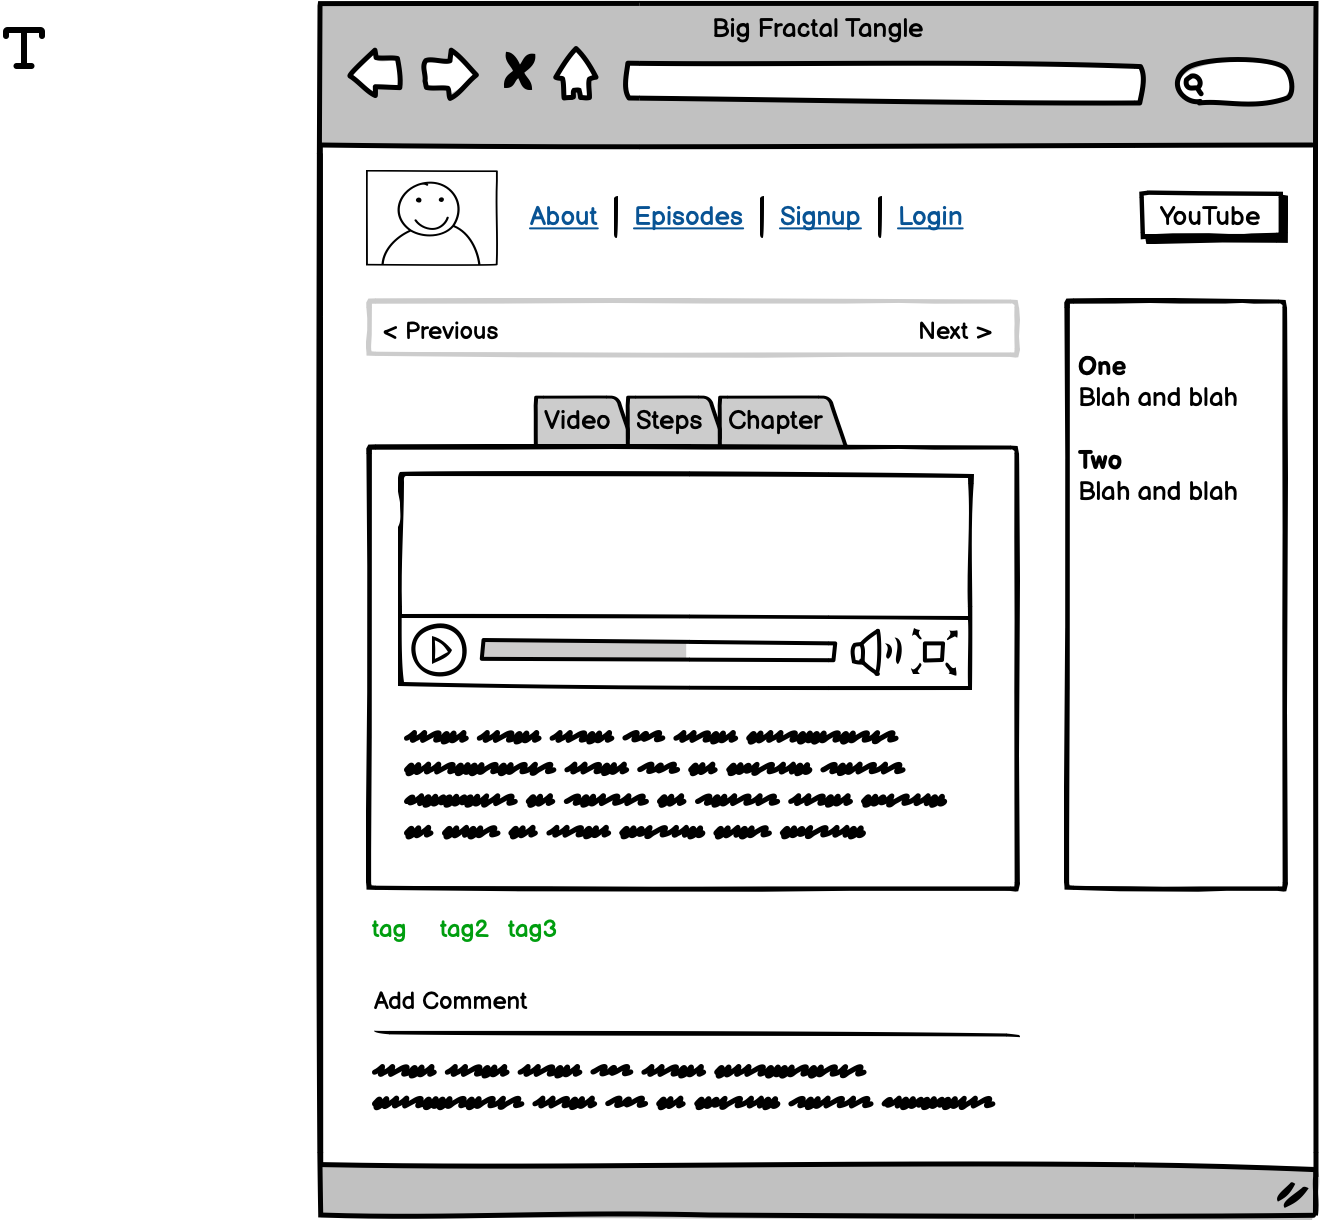 T
Big Fractal Tangle
About Episodes Signup Login
YouTube
< Previous Next >
Video Steps Chapter
One
Blah and blah
Two
Blah and blah
tag tag2 tag3
Add Comment